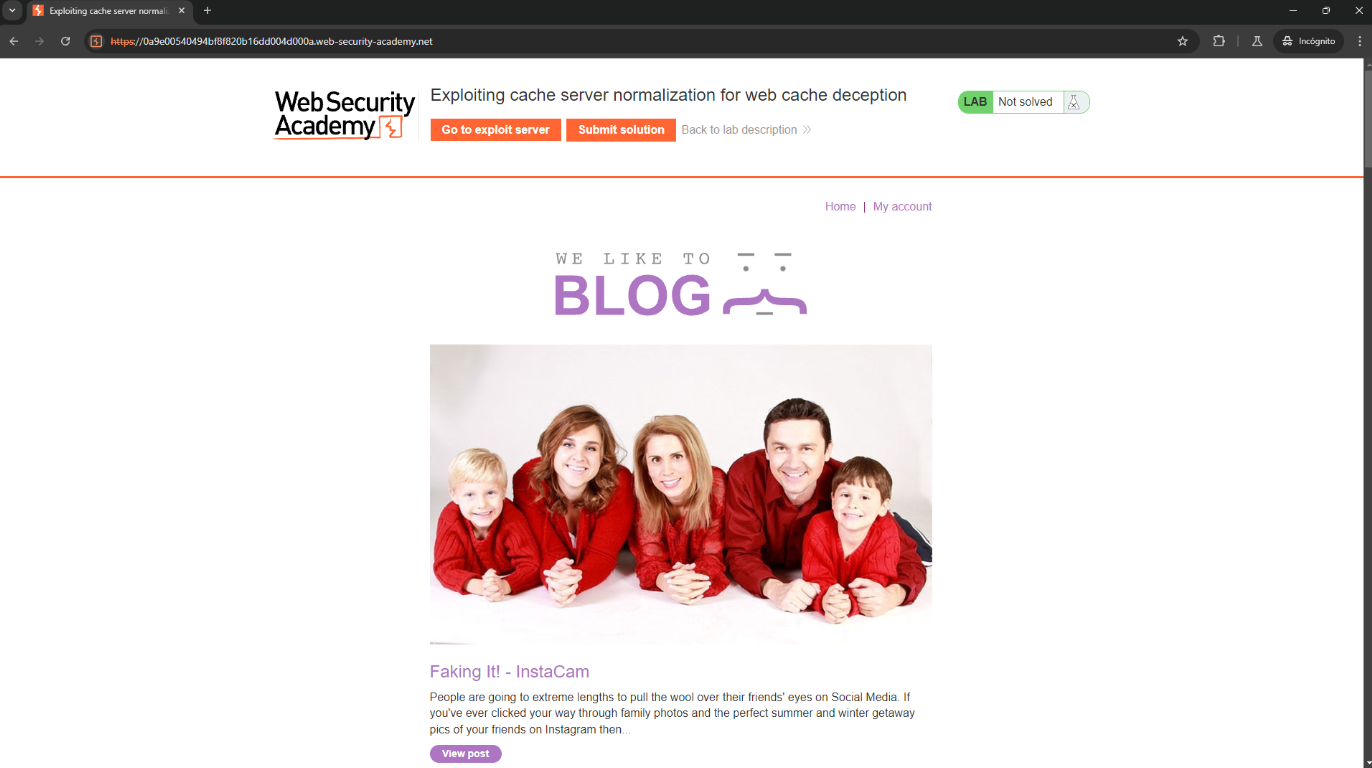 Exploiting cache server normali
https://0a9e00540494bf8f820b16dd004d000a.web-security-academy.net
Incógnito
WebSecurity
Academy
Exploiting cache server normalization for web cache deception
Go to exploit server
Submit solution
Back to lab description
LAB
Not solved
Home | My account
WE LIKE TO
BLOG
Faking It! - InstaCam
People are going to extreme lengths to pull the wool over their friends' eyes on Social Media. If
you've ever clicked your way through family photos and the perfect summer and winter getaway
pics of your friends on Instagram then...
View post